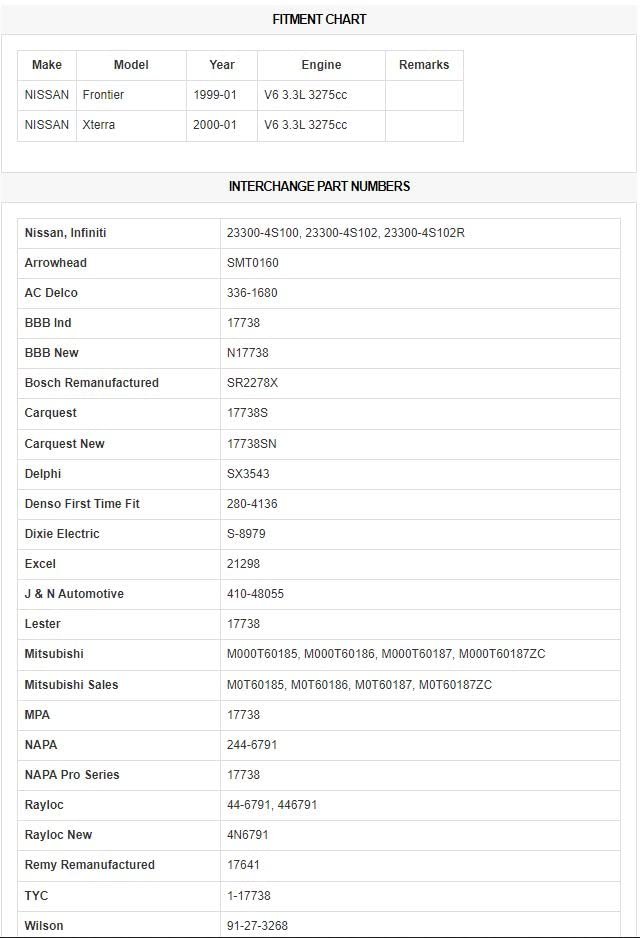 FITMENT CHART
Make Model Year Engine Remarks
NISSAN Frontier 1999-01 V6 3.3L 3275cc
NISSAN Xterra 2000-01 V6 3.3L 3275cc
INTERCHANGE PART NUMBERS
Nissan, Infiniti 23300-4S100, 23300-4S102, 23300-4S102R
Arrowhead SMT0160
AC Delco 336-1680
BBB Ind 17738
BBB New N17738
Bosch Remanufactured SR2278X
Carquest 17738S
Carquest New 17738SN
Delphi SX3543
Denso First Time Fit 280-4136
Dixie Electric S-8979
Excel 21298
J & N Automotive 410-48055
Lester 17738
Mitsubishi M000T60185, M000T60186, M000T60187, M000T60187ZC
Mitsubishi Sales M0T60185, M0T60186, M0T60187, M0T60187ZC
MPA 17738
NAPA 244-6791
NAPA Pro Series 17738
Rayloc 44-6791, 446791
Rayloc New 4N6791
Remy Remanufactured 17641
TYC 1-17738
Wilson 91-27-3268